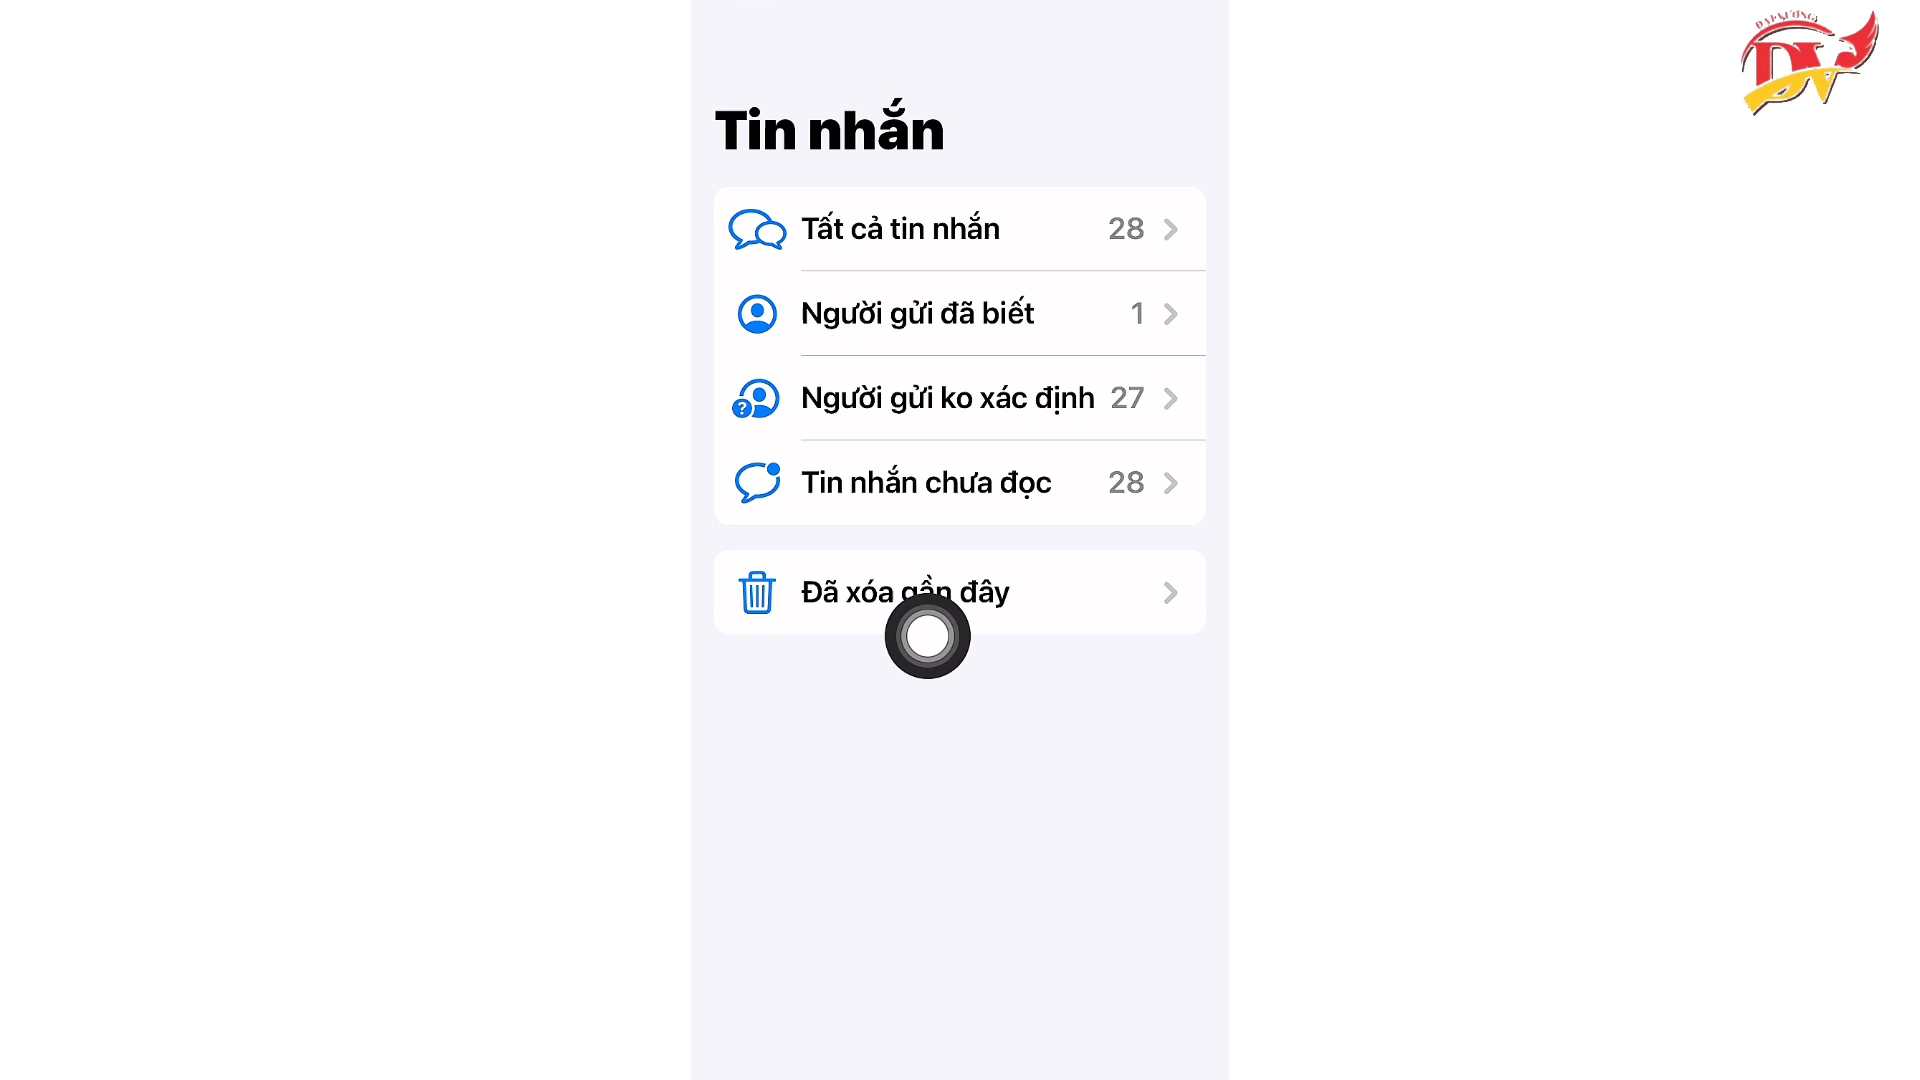 Tin nhắn
Tất cả tin nhắn 28
Người gửi đã biết 1
Người gửi ko xác định 27
?
Tin nhắn chưa đọc 28
Đã xóa gần đây
DV